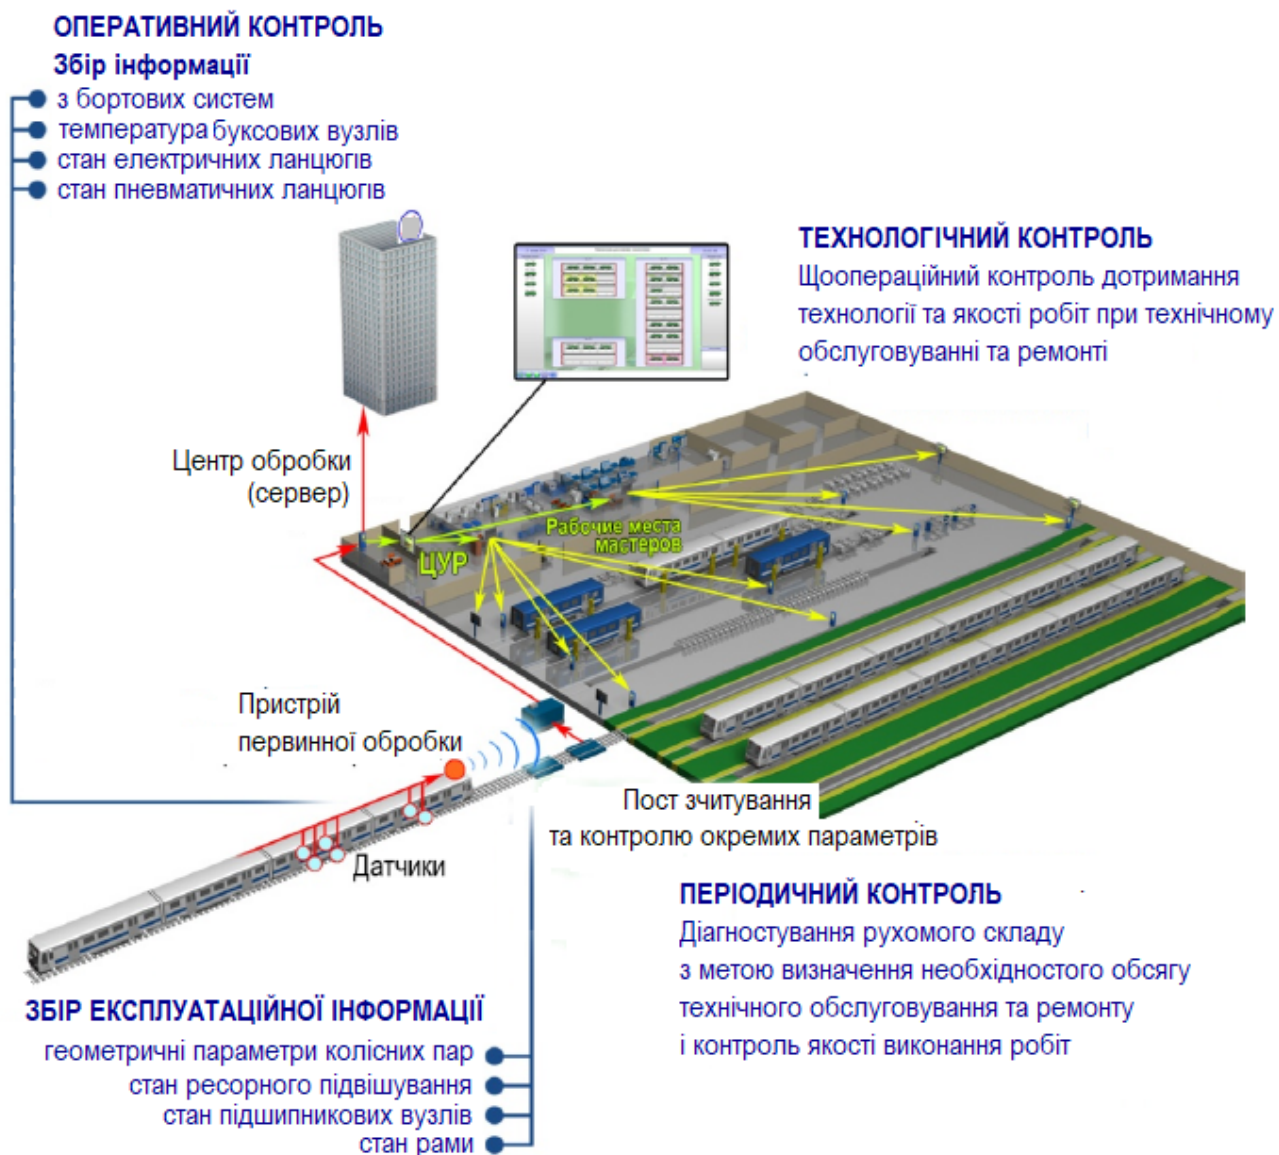 ОПЕРАТИВНИЙ КОНТРОЛЬ
Збір інформації
з бортових систем
температура буксових вузлів
стан електричних ланцюгів
стан пневматичних ланцюгів
ТЕХНОЛОГІЧНИЙ КОНТРОЛЬ
Щоопераційний контроль дотримання
технології та якості робіт при технічному
обслуговуванні та ремонті
Центр обробки
(сервер)
ЦУР
Рабочие места
мастеров
Пристрій
первинної обробки
Датчики
Пост зчитування
та контролю окремих параметрів
ПЕРІОДИЧНИЙ КОНТРОЛЬ
Діагностування рухомого складу
з метою визначення необхідностого обсягу
технічного обслуговування та ремонту
і контроль якості виконання робіт
ЗБІР ЕКСПЛУАТАЦІЙНОЇ ІНФОРМАЦІЇ
геометричні параметри колісних пар
стан ресорного підвішування
стан підшипникових вузлів
стан рами